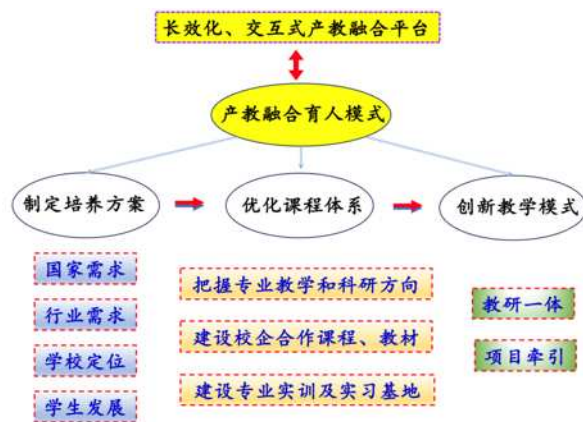 长效化、交互式产教融合平台
产教融合育人模式
制定培养方案
优化课程体系
创新教学模式
国家需求
行业需求
学校定位
学生发展
把握专业教学和科研方向
建设校企合作课程、教材
建设专业实训及实习基地
教研一体
项目牵引